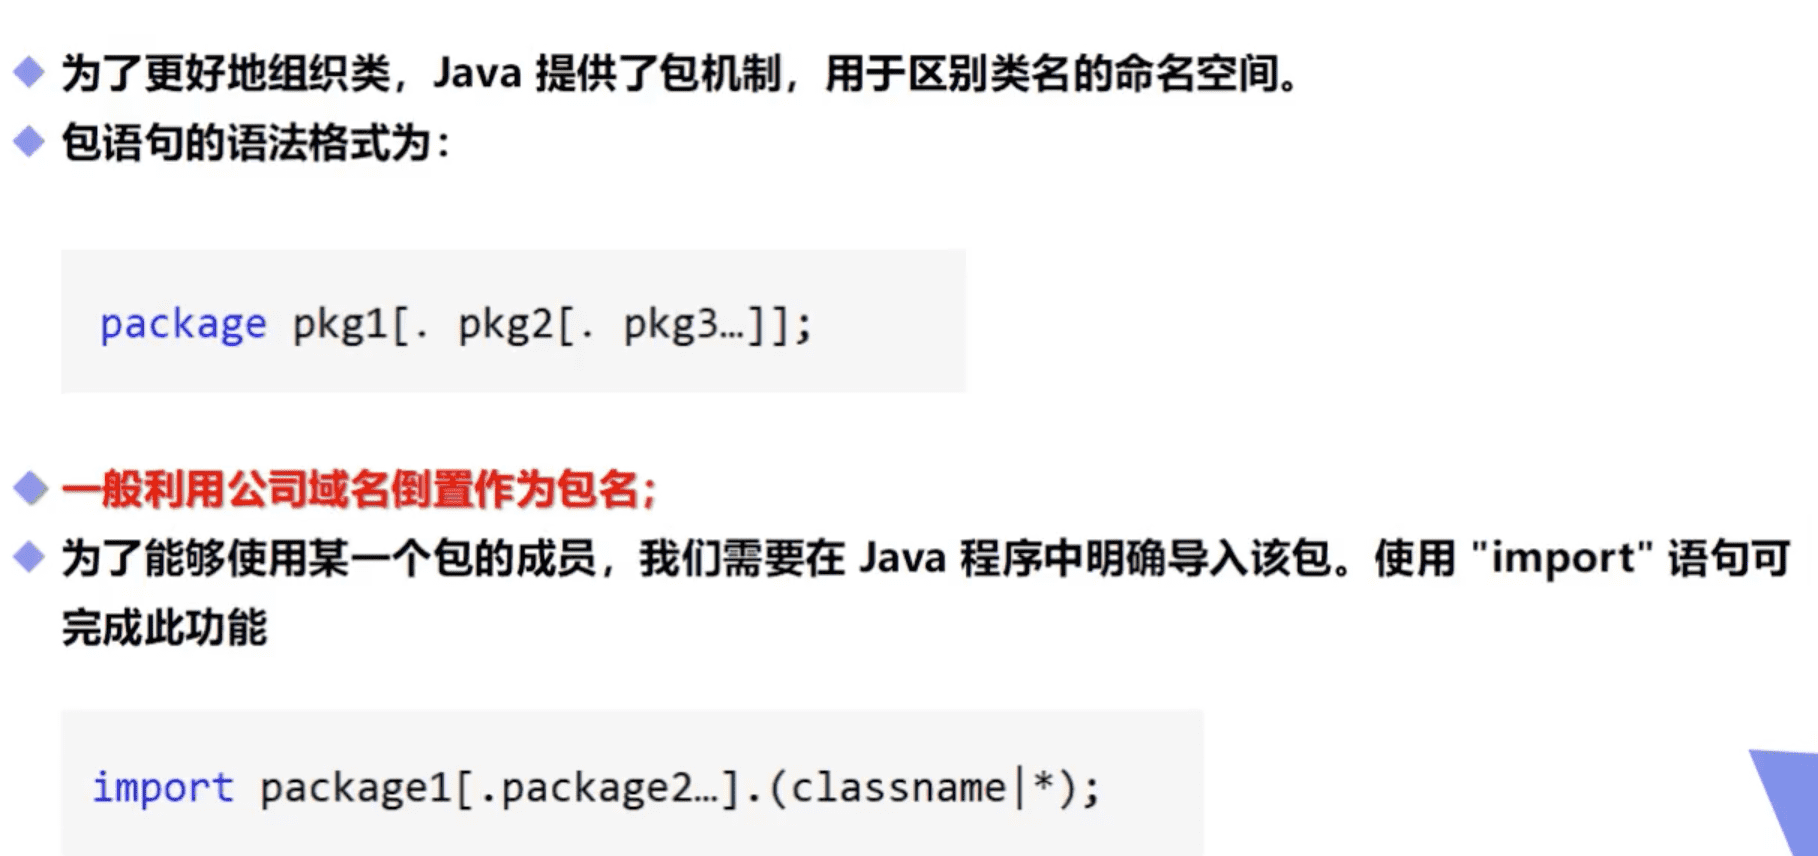 为了更好地组织类，Java 提供了包机制，用于区别类名的命名空间。
包语句的语法格式为：
package pkg1[. pkg2[. pkg3…]];
一般利用公司域名倒置作为包名；
为了能够使用某一个包的成员，我们需要在 Java 程序中明确导入该包。使用 "import" 语句可
完成此功能
import package1[.package2…].(classname|*);